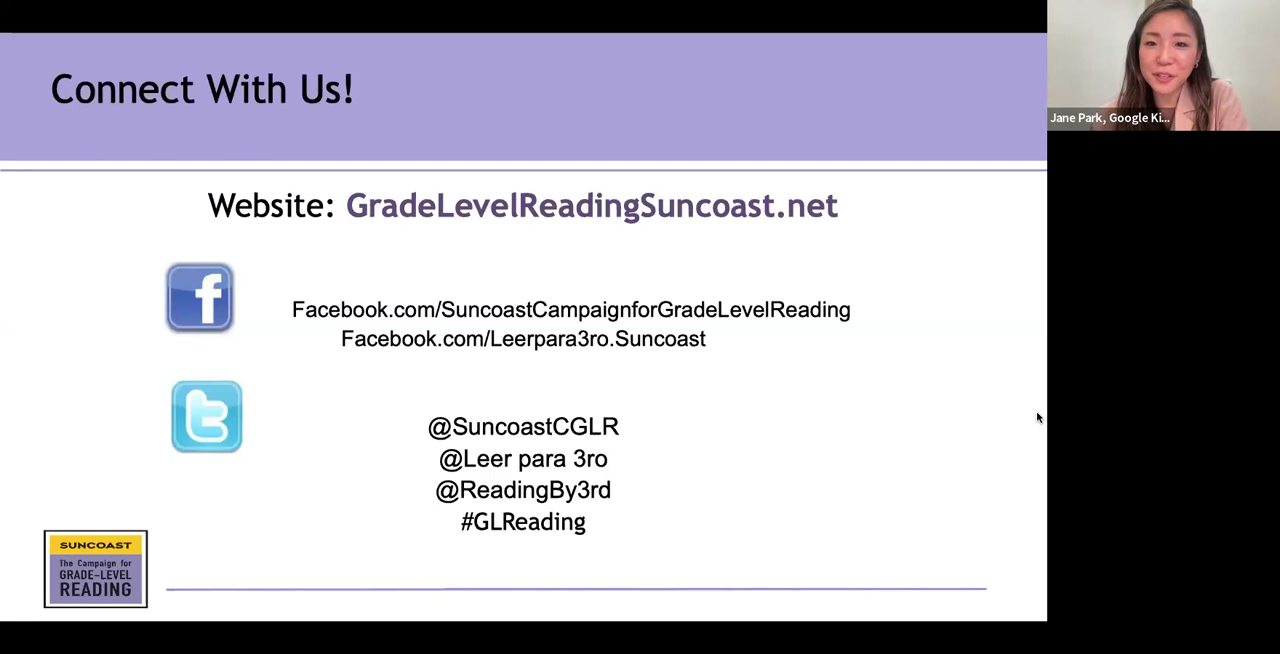 Connect With Us!
Jane Park, Google Ki...
Website: GradeLevelReadingSuncoast.net
Facebook.com/SuncoastCampaignforGradeLevelReading
Facebook.com/Leerpara3ro.Suncoast
@SuncoastCGLR
@Leer para 3ro
@ReadingBy3rd
#GLReading
SUNCOAST
The Campaign for
GRADE-LEVEL
READING